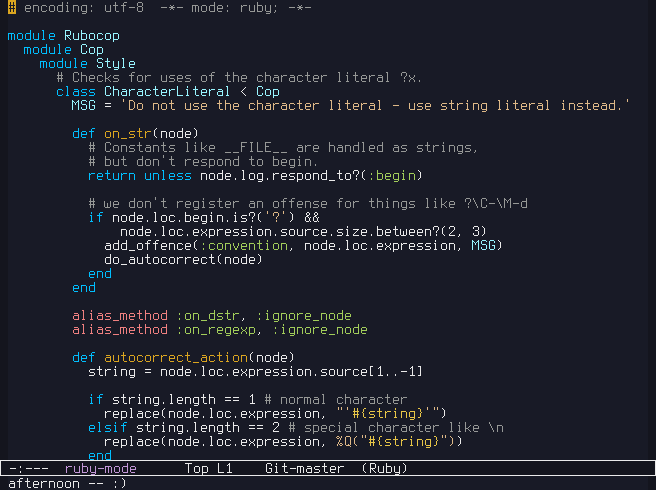 # encoding: utf-8  -*- mode: ruby; -*-

module Rubocop
  module Cop
    module Style
      # Checks for uses of the character literal ?x.
      class CharacterLiteral < Cop
        MSG = 'Do not use the character literal - use string literal instead.'

        def on_str(node)
          # Constants like __FILE__ are handled as strings,
          # but don't respond to begin.
          return unless node.log.respond_to?(:begin)

          # we don't register an offense for things like ?\C-\M-d
          if node.loc.begin.is?('?') &&
              node.loc.expression.source.size.between?(2, 3)
            add_offence(:convention, node.loc.expression, MSG)
            do_autocorrect(node)
          end
        end

        alias_method :on_dstr, :ignore_node
        alias_method :on_regexp, :ignore_node

        def autocorrect_action(node)
          string = node.loc.expression.source[1..-1]

          if string.length == 1 # normal character
            replace(node.loc.expression, "'#{string}'")
          elsif string.length == 2 # special character like \n
            replace(node.loc.expression, %Q("#{string}"))
          end
-:---  ruby-mode      Top L1    Git-master  (Ruby)
afternoon -- :)